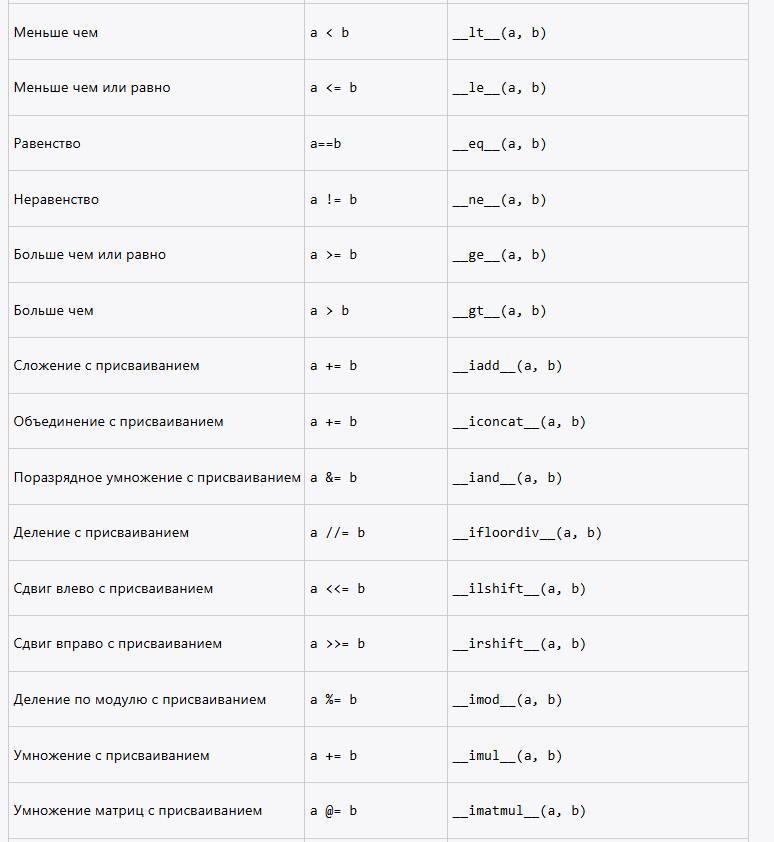 Меньше чем a < b __lt__(a, b)
Меньше чем или равно a <= b __le__(a, b)
Равенство a==b __eq__(a, b)
Неравенство a != b __ne__(a, b)
Больше чем или равно a >= b __ge__(a, b)
Больше чем a > b __gt__(a, b)
Сложение с присваиванием a += b __iadd__(a, b)
Объединение с присваиванием a += b __iconcat__(a, b)
Поразрядное умножение с присваиванием a &= b __iand__(a, b)
Деление с присваиванием a //= b __ifloordiv__(a, b)
Сдвиг влево с присваиванием a <<= b __ilshift__(a, b)
Сдвиг вправо с присваиванием a >>= b __irshift__(a, b)
Деление по модулю с присваиванием a %= b __imod__(a, b)
Умножение с присваиванием a += b __imul__(a, b)
Умножение матриц с присваиванием a @= b __imatmul__(a, b)